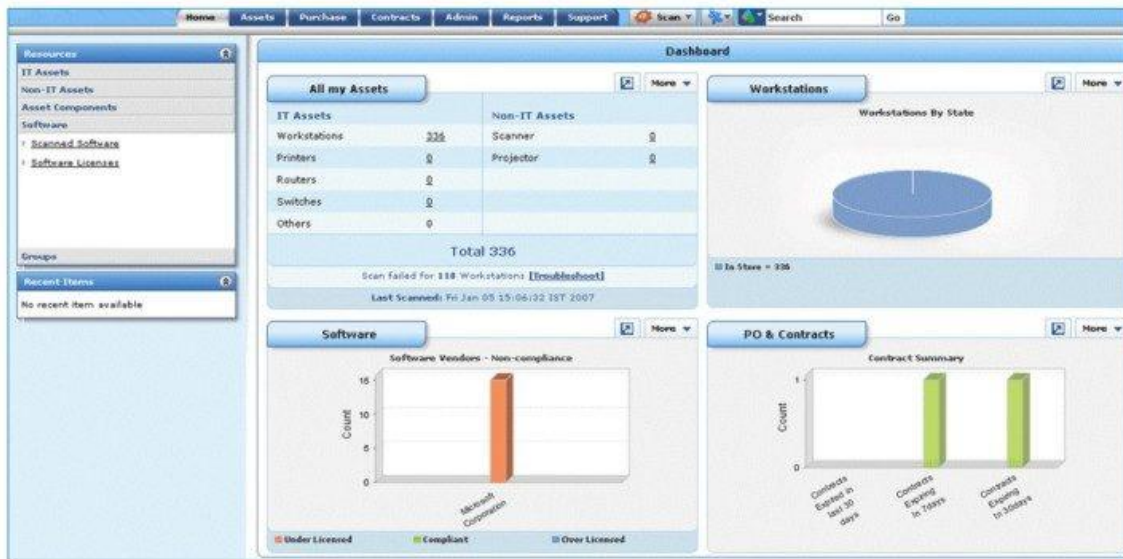 Home Assets Purchase Contracts Admin Reports Support Scan Search Go
Resources
IT Assets
Non-IT Assets
Asset Components
Software
Scanned Software
Software Licenses
Groups
Recent Items
No recent item available
Dashboard
All my Assets More
IT Assets Non-IT Assets
Workstations 336 Scanner 0
Printers 0 Projector 0
Routers 0
Switches 0
Others 0
Total 336
Scan failed for 118 Workstations [Troubleshoot]
Last Scanned: Fri Jan 05 15:06:32 IST 2007
Workstations More
Workstations By State
In Store = 336
Software More
Software Vendors - Non-compliance
Count
15
10
5
0
Microsoft
Corporation
Under Licensed Compliant Over Licensed
PO & Contracts More
Contract Summary
Count
1
0
Contracts
Expired in
last 30
days
Contracts
Expiring
In 7days
Contracts
Expiring
In 30days